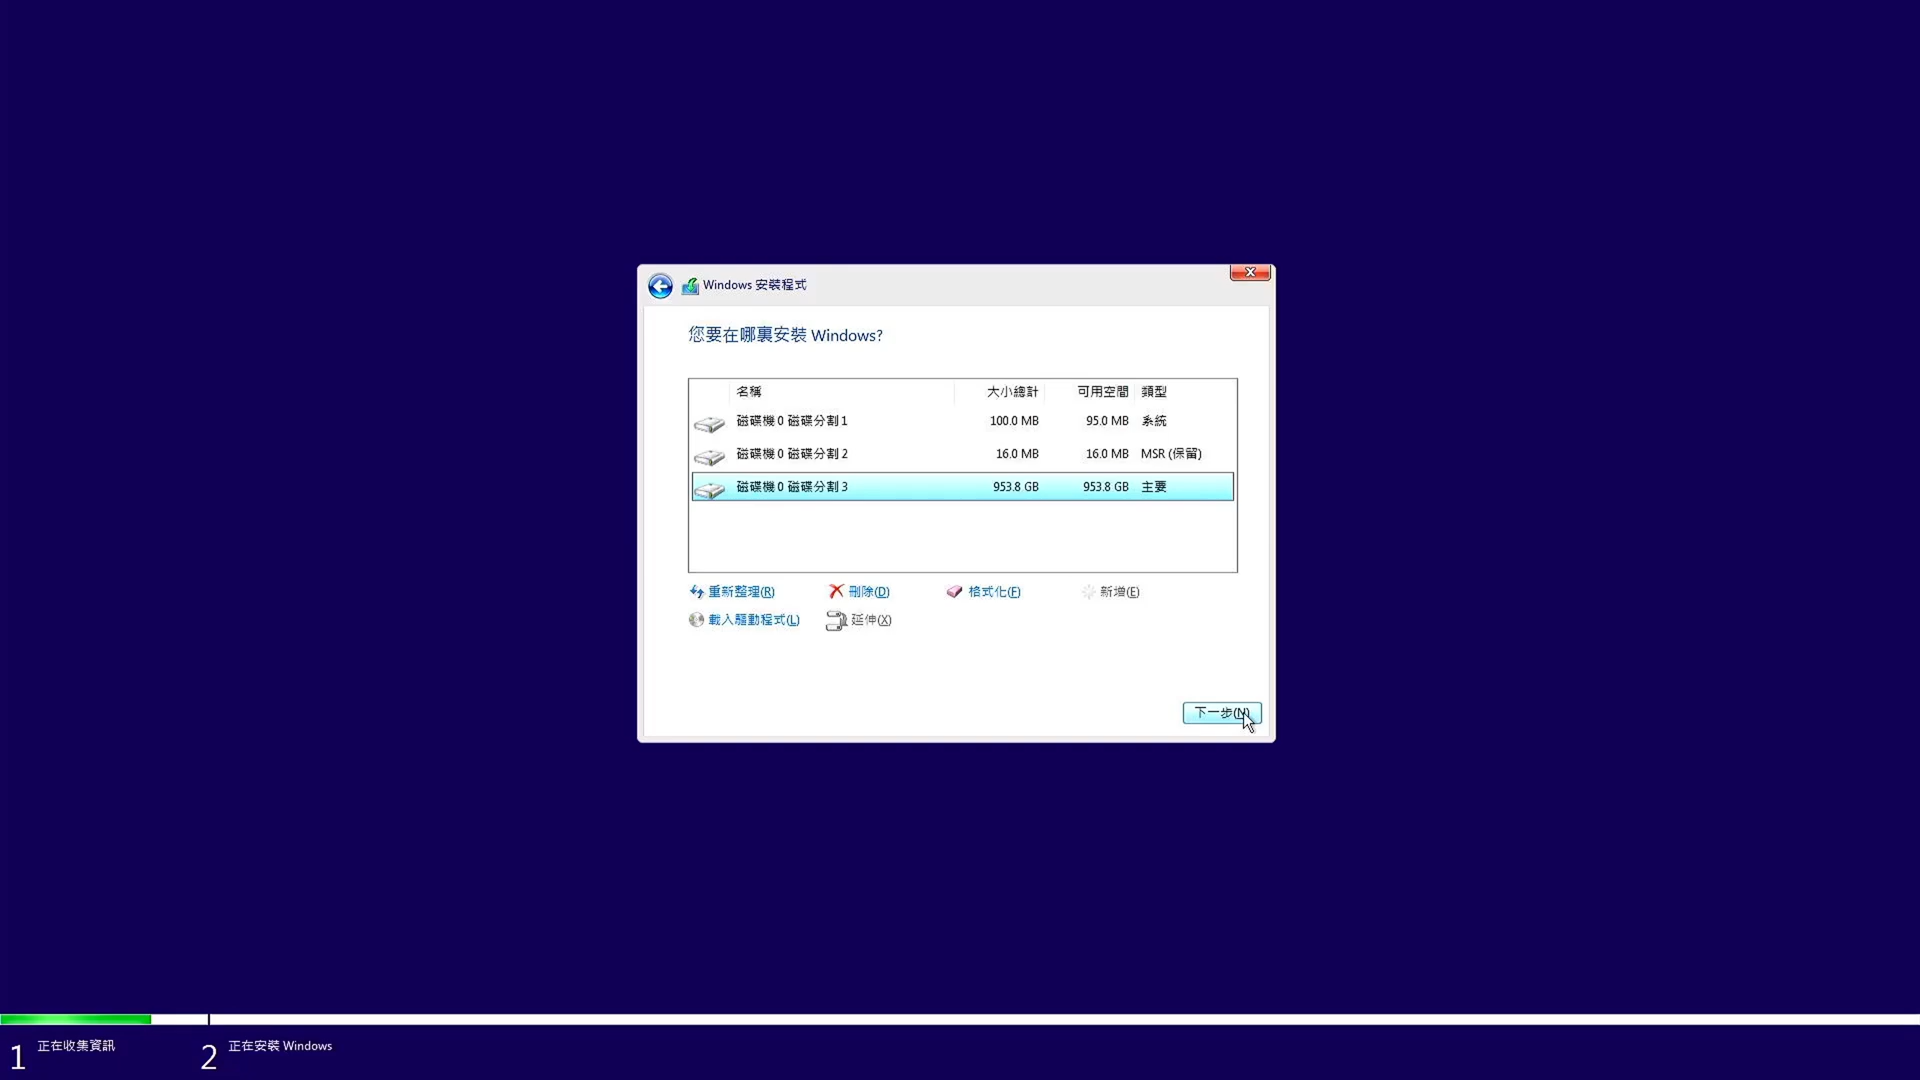 Windows 安裝程式
您要在哪裏安裝 Windows?
名稱 大小總計 可用空間 類型
磁碟機 0 磁碟分割 1 100.0 MB 95.0 MB 系統
磁碟機 0 磁碟分割 2 16.0 MB 16.0 MB MSR (保留)
磁碟機 0 磁碟分割 3 953.8 GB 953.8 GB 主要
重新整理(R) 刪除(D) 格式化(F) 新增(E)
載入驅動程式(L) 延伸(X)
下一步(N)
1 正在收集資訊 2 正在安裝 Windows